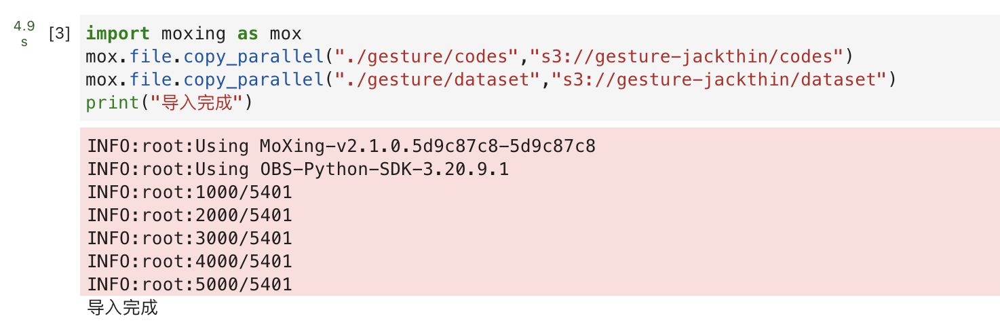 4.9
s
[3]
import moxing as mox
mox.file.copy_parallel("./gesture/codes","s3://gesture-jackthin/codes")
mox.file.copy_parallel("./gesture/dataset","s3://gesture-jackthin/dataset")
print("导入完成")
INFO:root:Using MoXing-v2.1.0.5d9c87c8-5d9c87c8
INFO:root:Using OBS-Python-SDK-3.20.9.1
INFO:root:1000/5401
INFO:root:2000/5401
INFO:root:3000/5401
INFO:root:4000/5401
INFO:root:5000/5401
导入完成